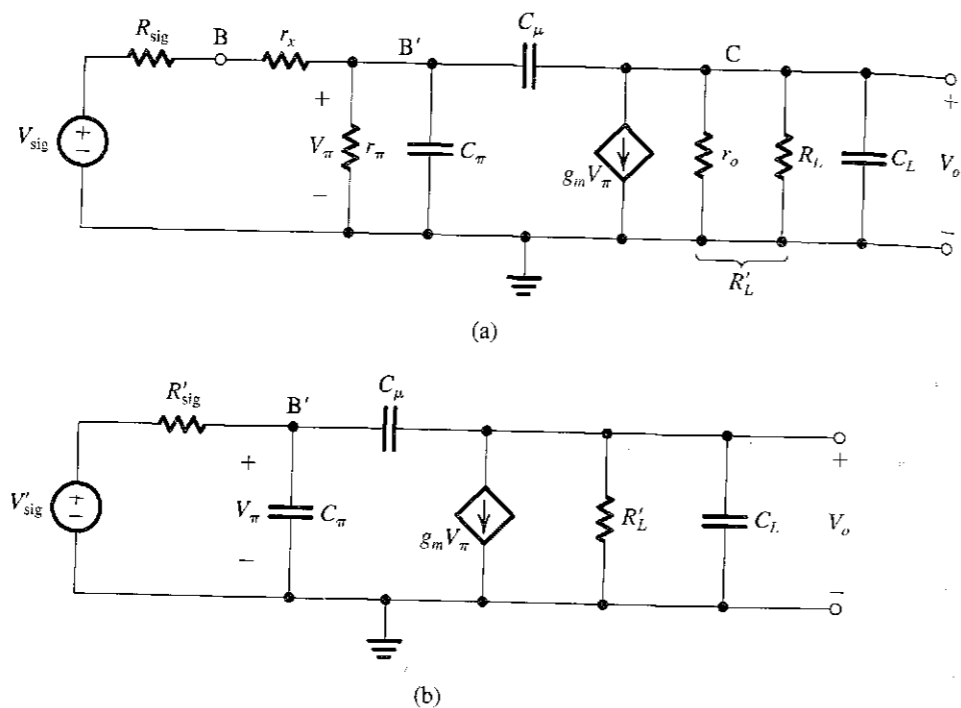 R_sig B r_x B′ C_μ C
+ +
V_sig + − V_π r_π C_π g_m V_π r_o R_L C_L V_o
− −
R′_L
(a)
R′_sig B′ C_μ
+ +
V′_sig + − V_π C_π g_m V_π R′_L C_L V_o
− −
(b)